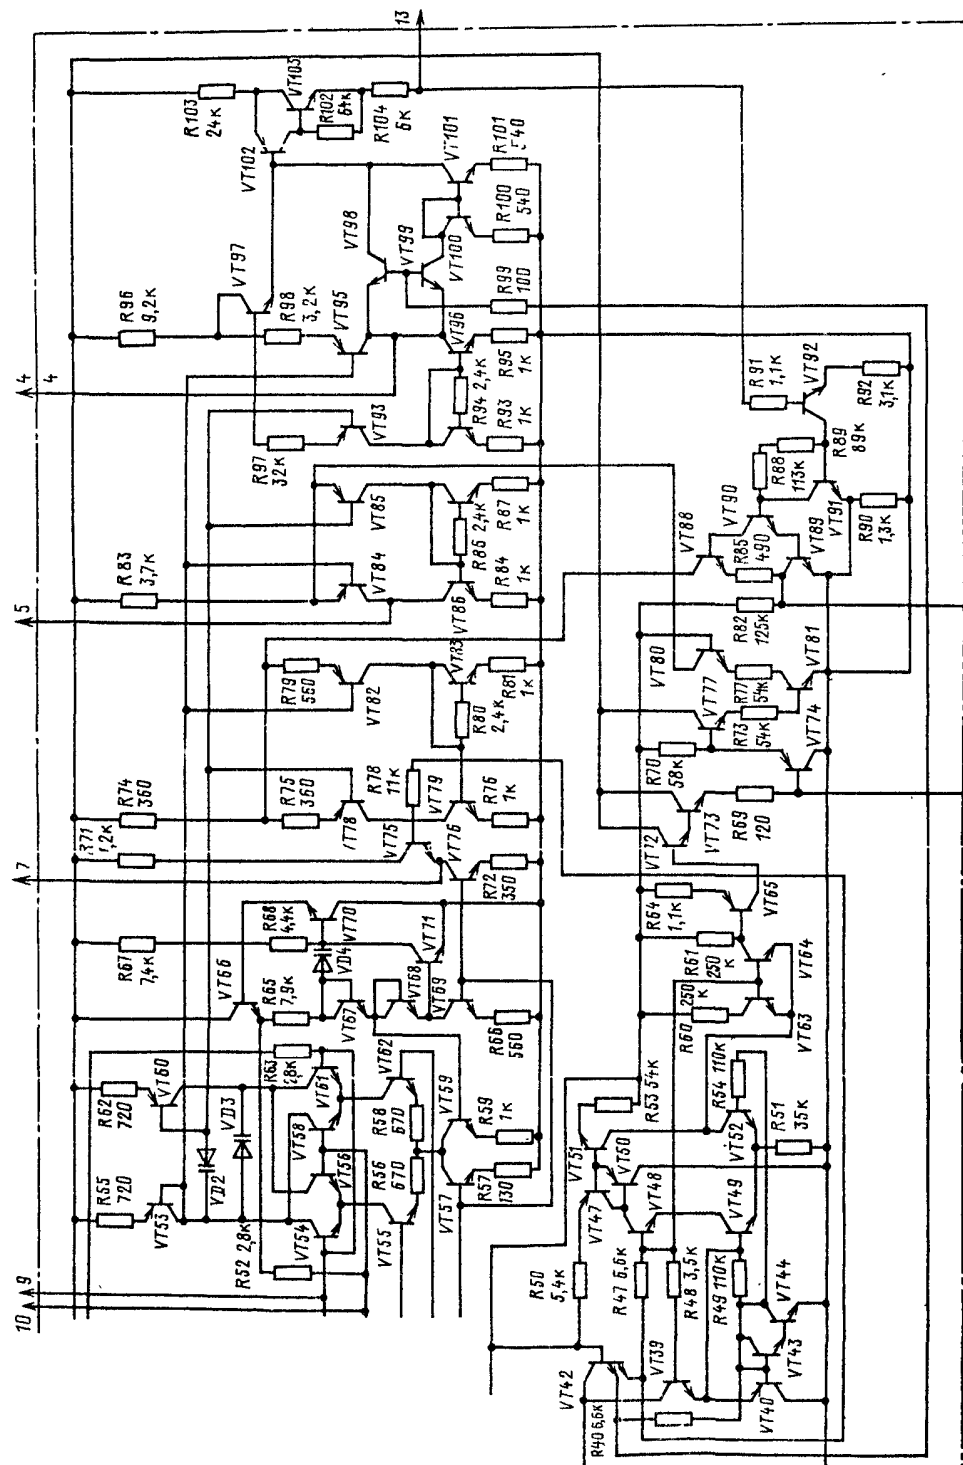 13
R103
24к
VT103
R102
64к
R104
6к
VT102
VT101
R101
540
VT97
VT98
R100
540
VT99
VT100
R96
9,2к
R98
3,2к
VT95
R99
100
VT96
R95
1к
4
4
R94 2,4к
R93
1к
VT93
R97
32к
R91
1,1к
VT92
R92
3,1к
R89
89к
R88
113к
VT85
R86 2,4к
R87
1к
VT90
VT91
R90
1,3к
R83
3,7к
VT84
R84
1к
VT86
VT88
R85
490
VT89
5
R82
125к
R79
560
VT82
VT83
R81
1к
R80
2,4к
VT80
VT81
R77
54к
VT77
R73
54к
VT74
R74
360
R75
360
VT78
R78
11к
VT79
R76
1к
R70
58к
R71
1,2к
VT75
VT76
R72
350
VT72
VT73
R69
120
7
R68
4,4к
VT70
VT71
R64
1,1к
VT65
R67
7,4к
VD4
R61
250
к
VT64
VT66
R65
7,9к
VT68
VT69
VT67
R66
560
250
к
R60
VT63
R63
2,8к
VT62
R62
720
VT60
VT61
VD3
VT58
R58
670
VT59
R59
1к
R53 54к
R54 110к
VT51
VT52
R51
35к
R55
720
VD2
VT56
R56
670
R57
130
VT50
VT53
VT54
VT55
VT57
VT47
VT48
VT49
R52 2,8к
R50
5,4к
R47 6,6к
R48 3,5к
R49 110к
VT44
9
10
VT42
VT39
VT43
VT40
R40 6,6к